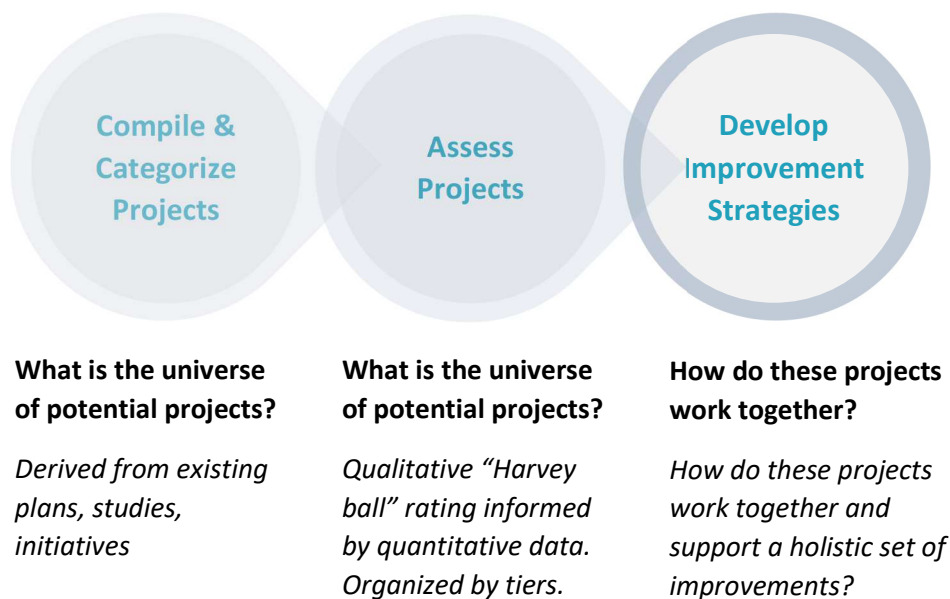 Compile &
Categorize
Projects
Assess
Projects
Develop
Improvement
Strategies
What is the universe
of potential projects?
Derived from existing
plans, studies,
initiatives
What is the universe
of potential projects?
Qualitative “Harvey
ball” rating informed
by quantitative data.
Organized by tiers.
How do these projects
work together?
How do these projects
work together and
support a holistic set of
improvements?